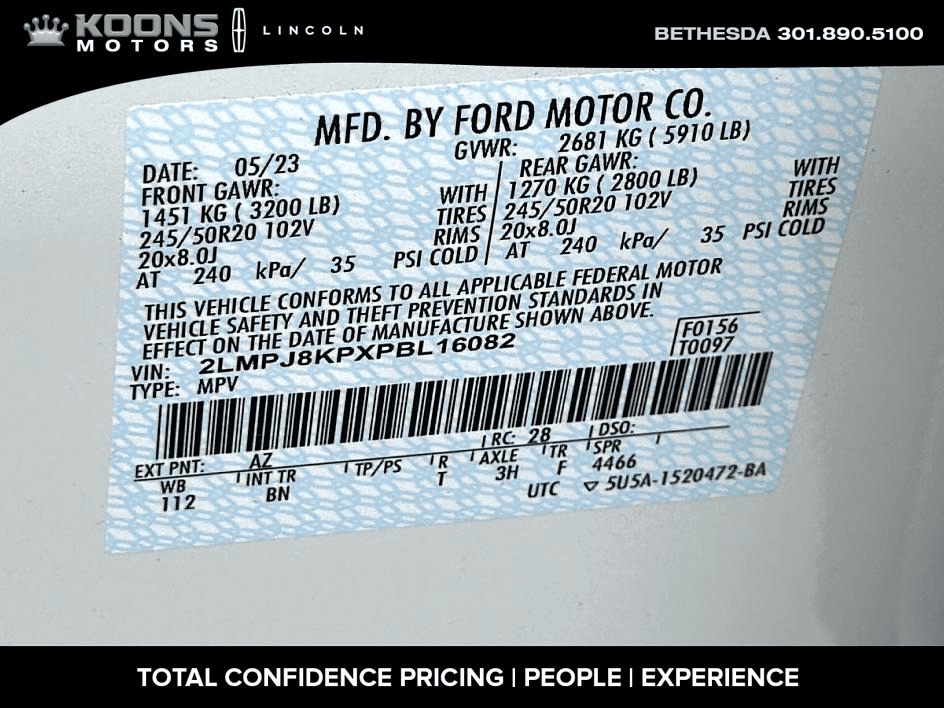 KOONS
MOTORS
LINCOLN
BETHESDA 301.890.5100
MFD. BY FORD MOTOR CO.
DATE: 05/23 GVWR: 2681 KG ( 5910 LB)
FRONT GAWR: REAR GAWR:
1451 KG ( 3200 LB) WITH 1270 KG ( 2800 LB) WITH
245/50R20 102V TIRES 245/50R20 102V TIRES
20x8.0J RIMS 20x8.0J RIMS
AT 240 kPa/ 35 PSI COLD AT 240 kPa/ 35 PSI COLD
THIS VEHICLE CONFORMS TO ALL APPLICABLE FEDERAL MOTOR
VEHICLE SAFETY AND THEFT PREVENTION STANDARDS IN
EFFECT ON THE DATE OF MANUFACTURE SHOWN ABOVE.
VIN: 2LMPJ8KPXPBL16082 F0156
TYPE: MPV T0097
EXT PNT: AZ RC: 28 DSO:
WB INT TR TP/PS R AXLE TR SPR
112 BN T 3H F 4466
UTC ▽ 5U5A-1520472-BA
TOTAL CONFIDENCE PRICING | PEOPLE | EXPERIENCE